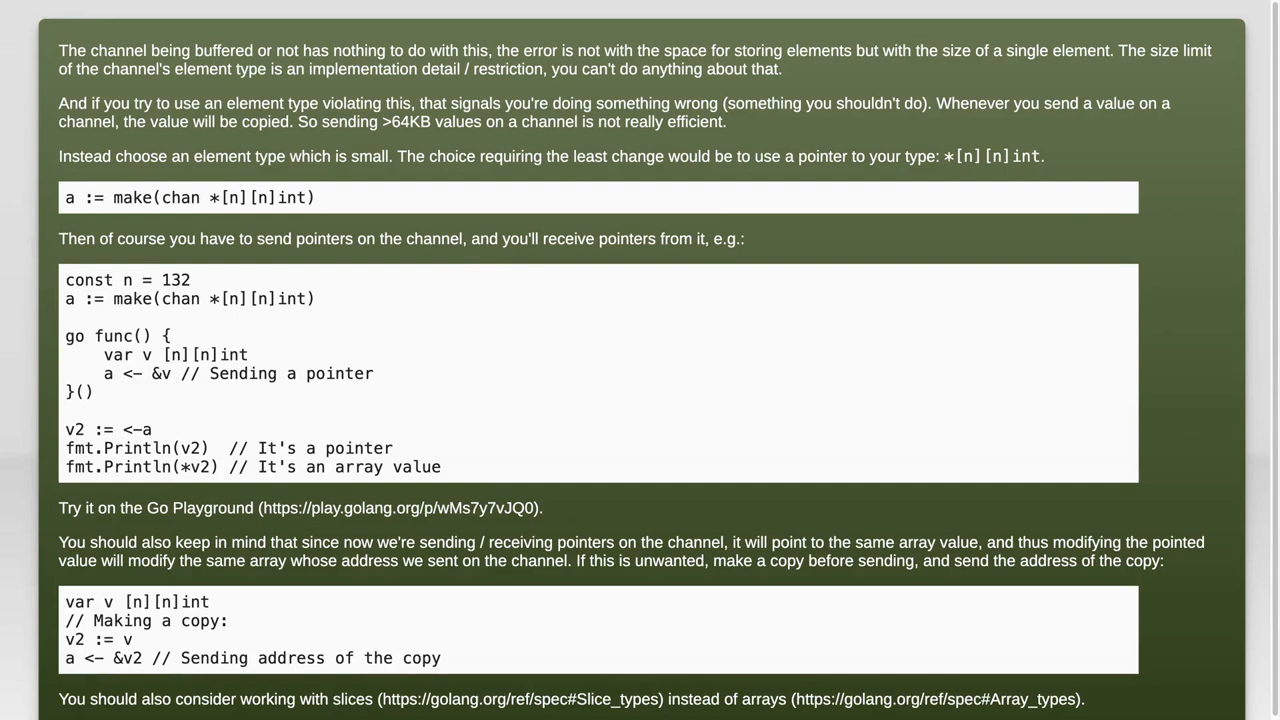 The channel being buffered or not has nothing to do with this, the error is not with the space for storing elements but with the size of a single element. The size limit
of the channel's element type is an implementation detail / restriction, you can't do anything about that.
And if you try to use an element type violating this, that signals you're doing something wrong (something you shouldn't do). Whenever you send a value on a
channel, the value will be copied. So sending >64KB values on a channel is not really efficient.
Instead choose an element type which is small. The choice requiring the least change would be to use a pointer to your type: *[n][n]int.
a := make(chan *[n][n]int)
Then of course you have to send pointers on the channel, and you'll receive pointers from it, e.g.:
const n = 132
a := make(chan *[n][n]int)
go func() {
    var v [n][n]int
    a <- &v // Sending a pointer
}()
v2 := <-a
fmt.Println(v2)  // It's a pointer
fmt.Println(*v2) // It's an array value
Try it on the Go Playground (https://play.golang.org/p/wMs7y7vJQ0).
You should also keep in mind that since now we're sending / receiving pointers on the channel, it will point to the same array value, and thus modifying the pointed
value will modify the same array whose address we sent on the channel. If this is unwanted, make a copy before sending, and send the address of the copy:
var v [n][n]int
// Making a copy:
v2 := v
a <- &v2 // Sending address of the copy
You should also consider working with slices (https://golang.org/ref/spec#Slice_types) instead of arrays (https://golang.org/ref/spec#Array_types).